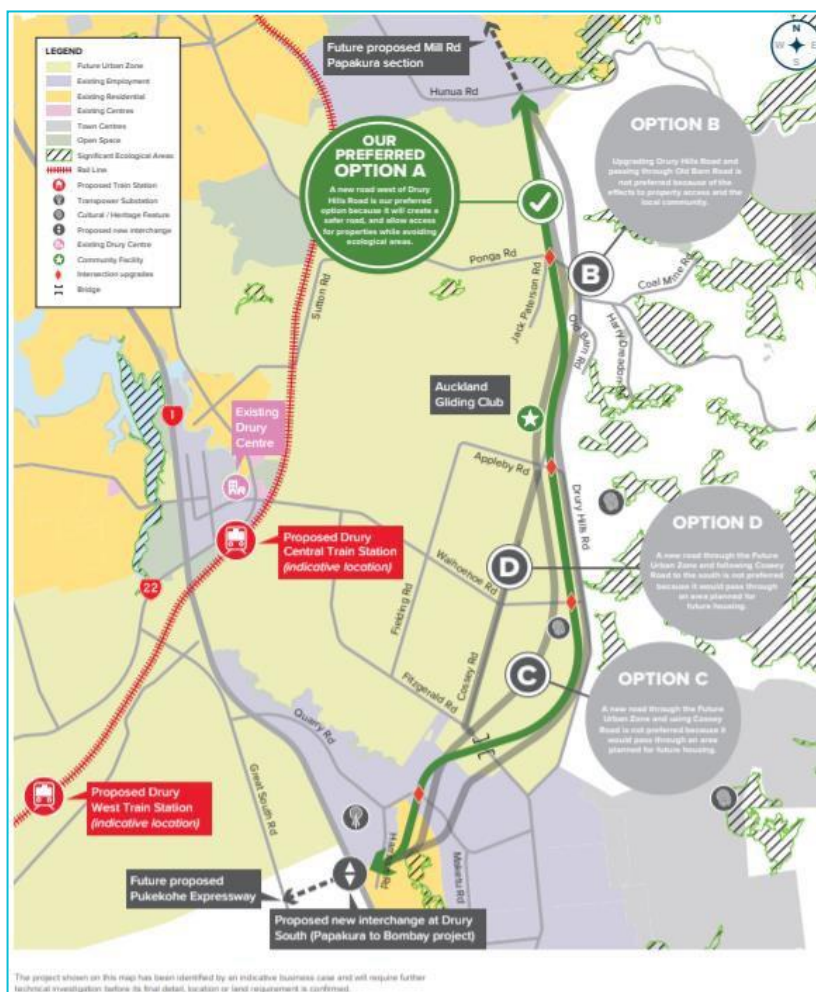 LEGEND
Future Urban Zone
Existing Employment
Existing Residential
Existing Centres
Town Centres
Open Space
Significant Ecological Areas
Rail Line
Proposed Train Station
Transpower Substation
Cultural / Heritage Feature
Proposed new interchange
Existing Drury Centre
Community Facility
Intersection upgrades
Bridge
Future proposed Mill Rd
Papakura section
N
W E
S
Hunua Rd
OUR
PREFERRED
OPTION A
A new road west of Drury
Hills Road is our preferred
option because it will create a
safer road, and allow access
for properties while avoiding
ecological areas.
OPTION B
Upgrading Drury Hills Road and
passing through Old Barn Road is
not preferred because of the
effects to property access and the
local community.
Ponga Rd
B
Coal Mine Rd
Sutton Rd
Jack Paterson Rd
Old Barn Rd
Auckland
Gliding Club
1
Existing
Drury
Centre
Appleby Rd
Drury Hills Rd
OPTION D
A new road through the Future
Urban Zone and following Cossey
Road to the south is not preferred
because it would pass through
an area planned for
future housing.
Proposed Drury
Central Train Station
(indicative location)
D
22
Waihoehoe Rd
Fielding Rd
Cossey Rd
Fitzgerald Rd
C
OPTION C
A new road through the Future
Urban Zone and using Cossey
Road is not preferred because it
would pass through an area
planned for future housing.
Quarry Rd
Great South Rd
Proposed Drury
West Train Station
(indicative location)
Maketu Rd
Future proposed
Pukekohe Expressway
Proposed new interchange at Drury
South (Papakura to Bombay project)
The project shown on this map has been identified by an indicative business case and will require further
technical investigation before its final detail, location or land requirement is confirmed.